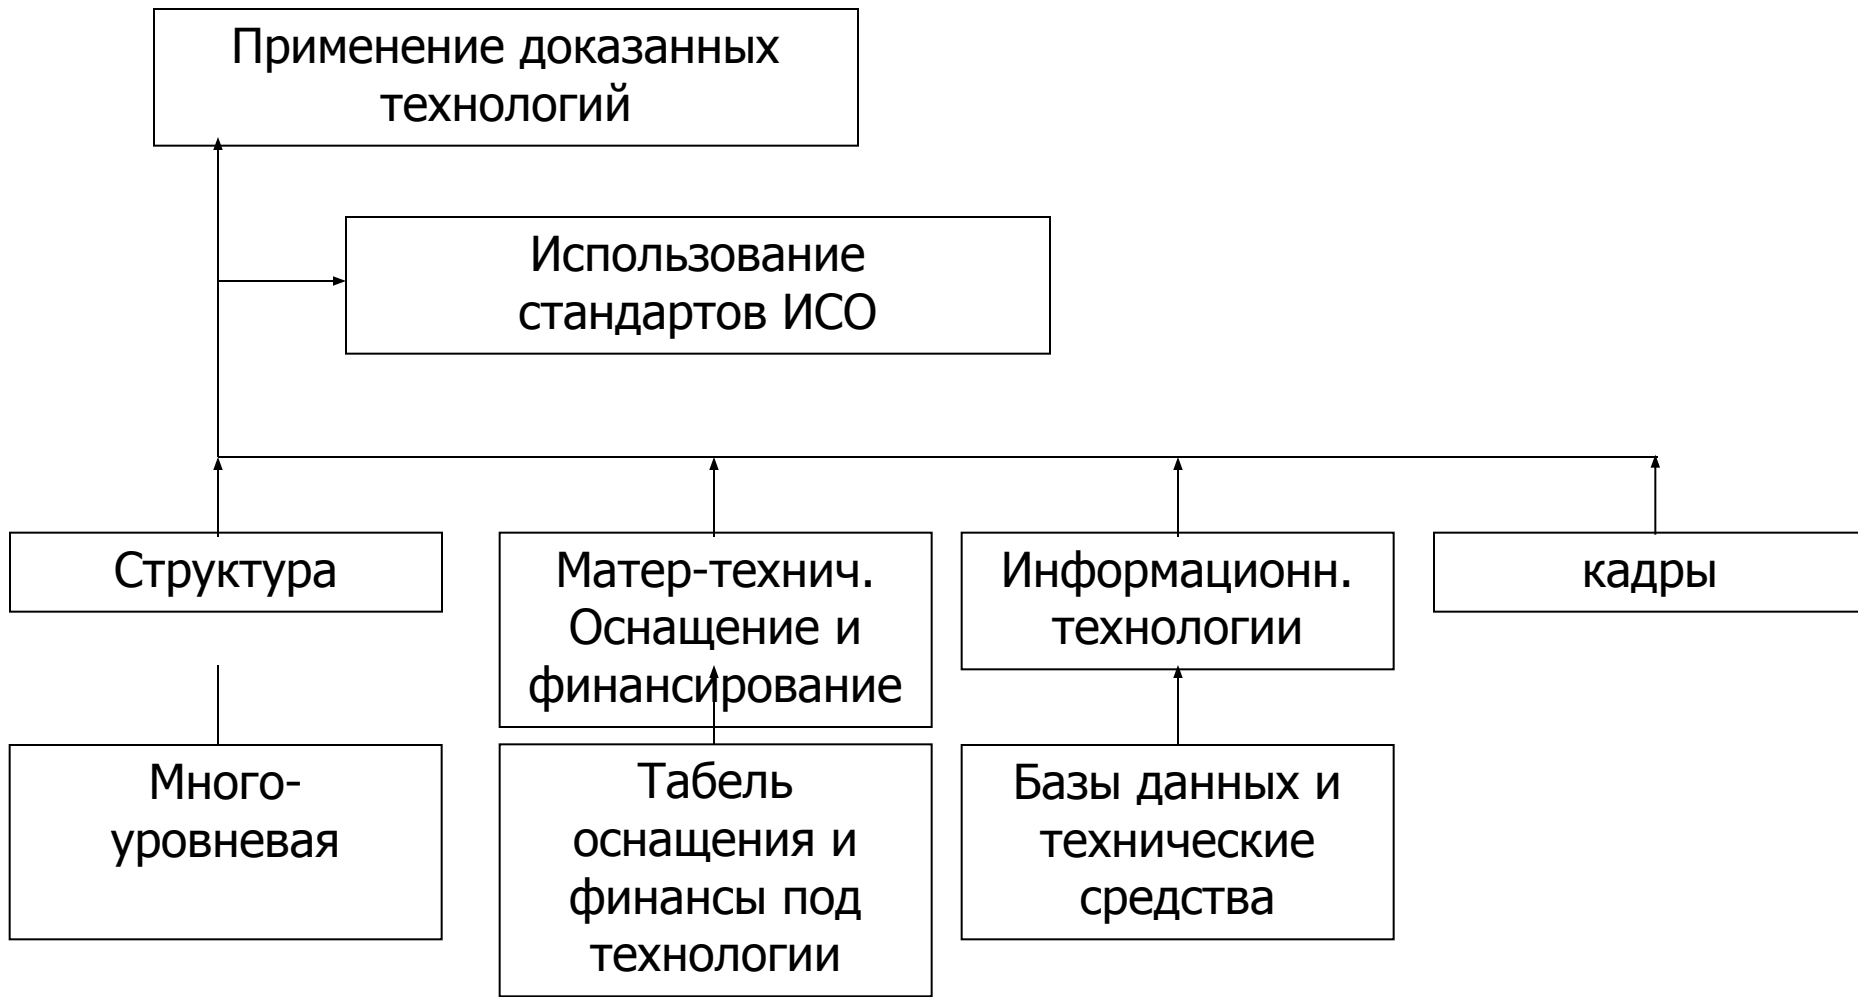 Применение доказанных
технологий
Использование
стандартов ИСО
Структура
Матер-технич.
Оснащение и
финансирование
Информационн.
технологии
кадры
Много-
уровневая
Табель
оснащения и
финансы под
технологии
Базы данных и
технические
средства